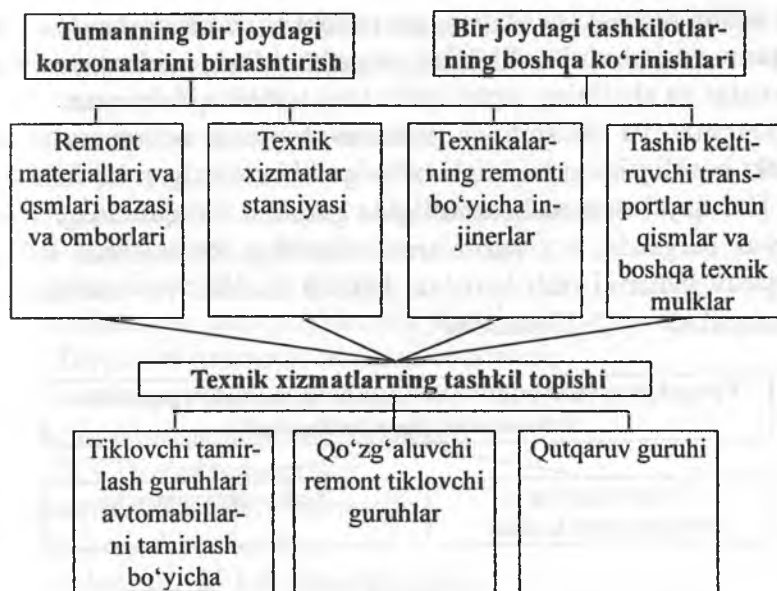 Tumanning bir joydagi
korxonalarini birlashtirish
Bir joydagi tashkilotlar-
ning boshqa ko‘rinishlari
Remont
materiallari va
qsmlari bazasi
va omborlari
Texnik
xizmatlar
stansiyasi
Texnikalar-
ning remonti
bo‘yicha in-
jinerlar
Tashib kelti-
ruvchi trans-
portlar uchun
qismlar va
boshqa texnik
mulklar
Texnik xizmatlarning tashkil topishi
Tiklovchi tamir-
lash guruhlari
avtomabillar-
ni tamirlash
bo‘yicha
Qo‘zg‘aluvchi
remont tiklovchi
guruhlar
Qutqaruv guruhi